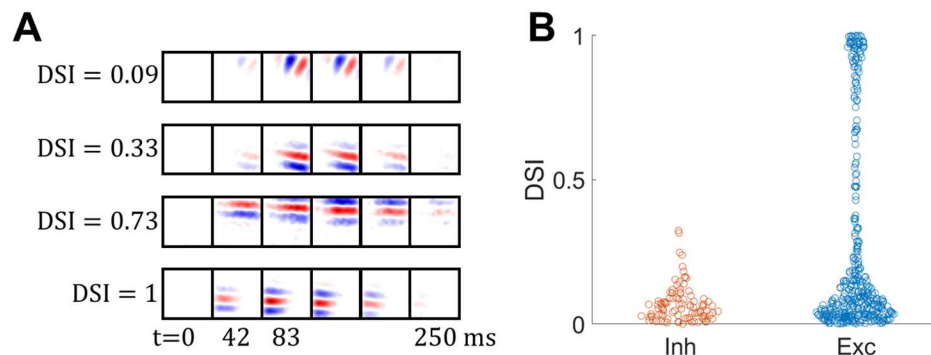 A
DSI = 0.09
DSI = 0.33
DSI = 0.73
DSI = 1
t=0 42 83 250 ms
B
DSI
1
0.5
0
Inh Exc